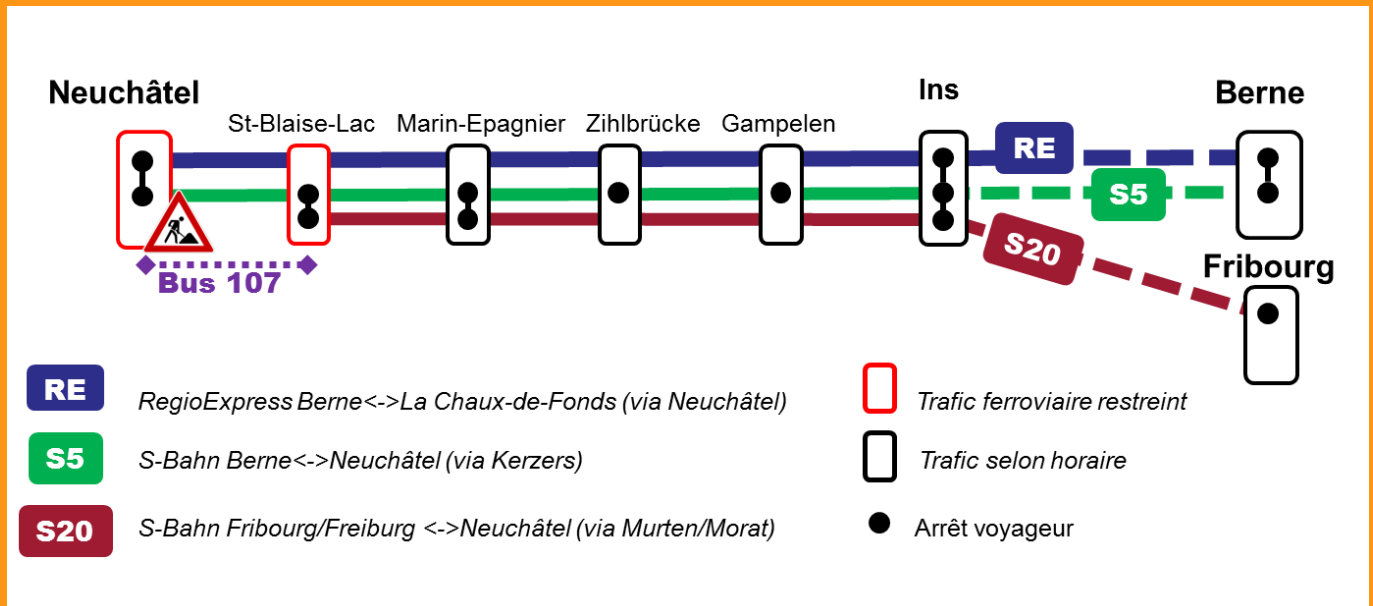 Neuchâtel
St-Blaise-Lac
Marin-Epagnier
Zihlbrücke
Gampelen
Ins
Berne
RE
S5
S20
Fribourg
Bus 107
RE
RegioExpress Berne<->La Chaux-de-Fonds (via Neuchâtel)
Trafic ferroviaire restreint
S5
S-Bahn Berne<->Neuchâtel (via Kerzers)
Trafic selon horaire
S20
S-Bahn Fribourg/Freiburg <->Neuchâtel (via Murten/Morat)
Arrêt voyageur